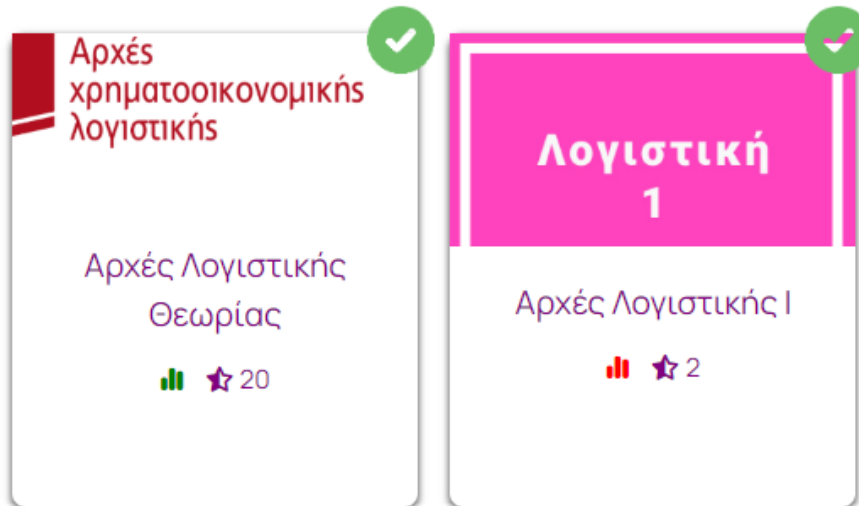 Αρχές
χρηματοοικονομικής
λογιστικής
Αρχές Λογιστικής
Θεωρίας
20
Λογιστική
1
Αρχές Λογιστικής Ι
2